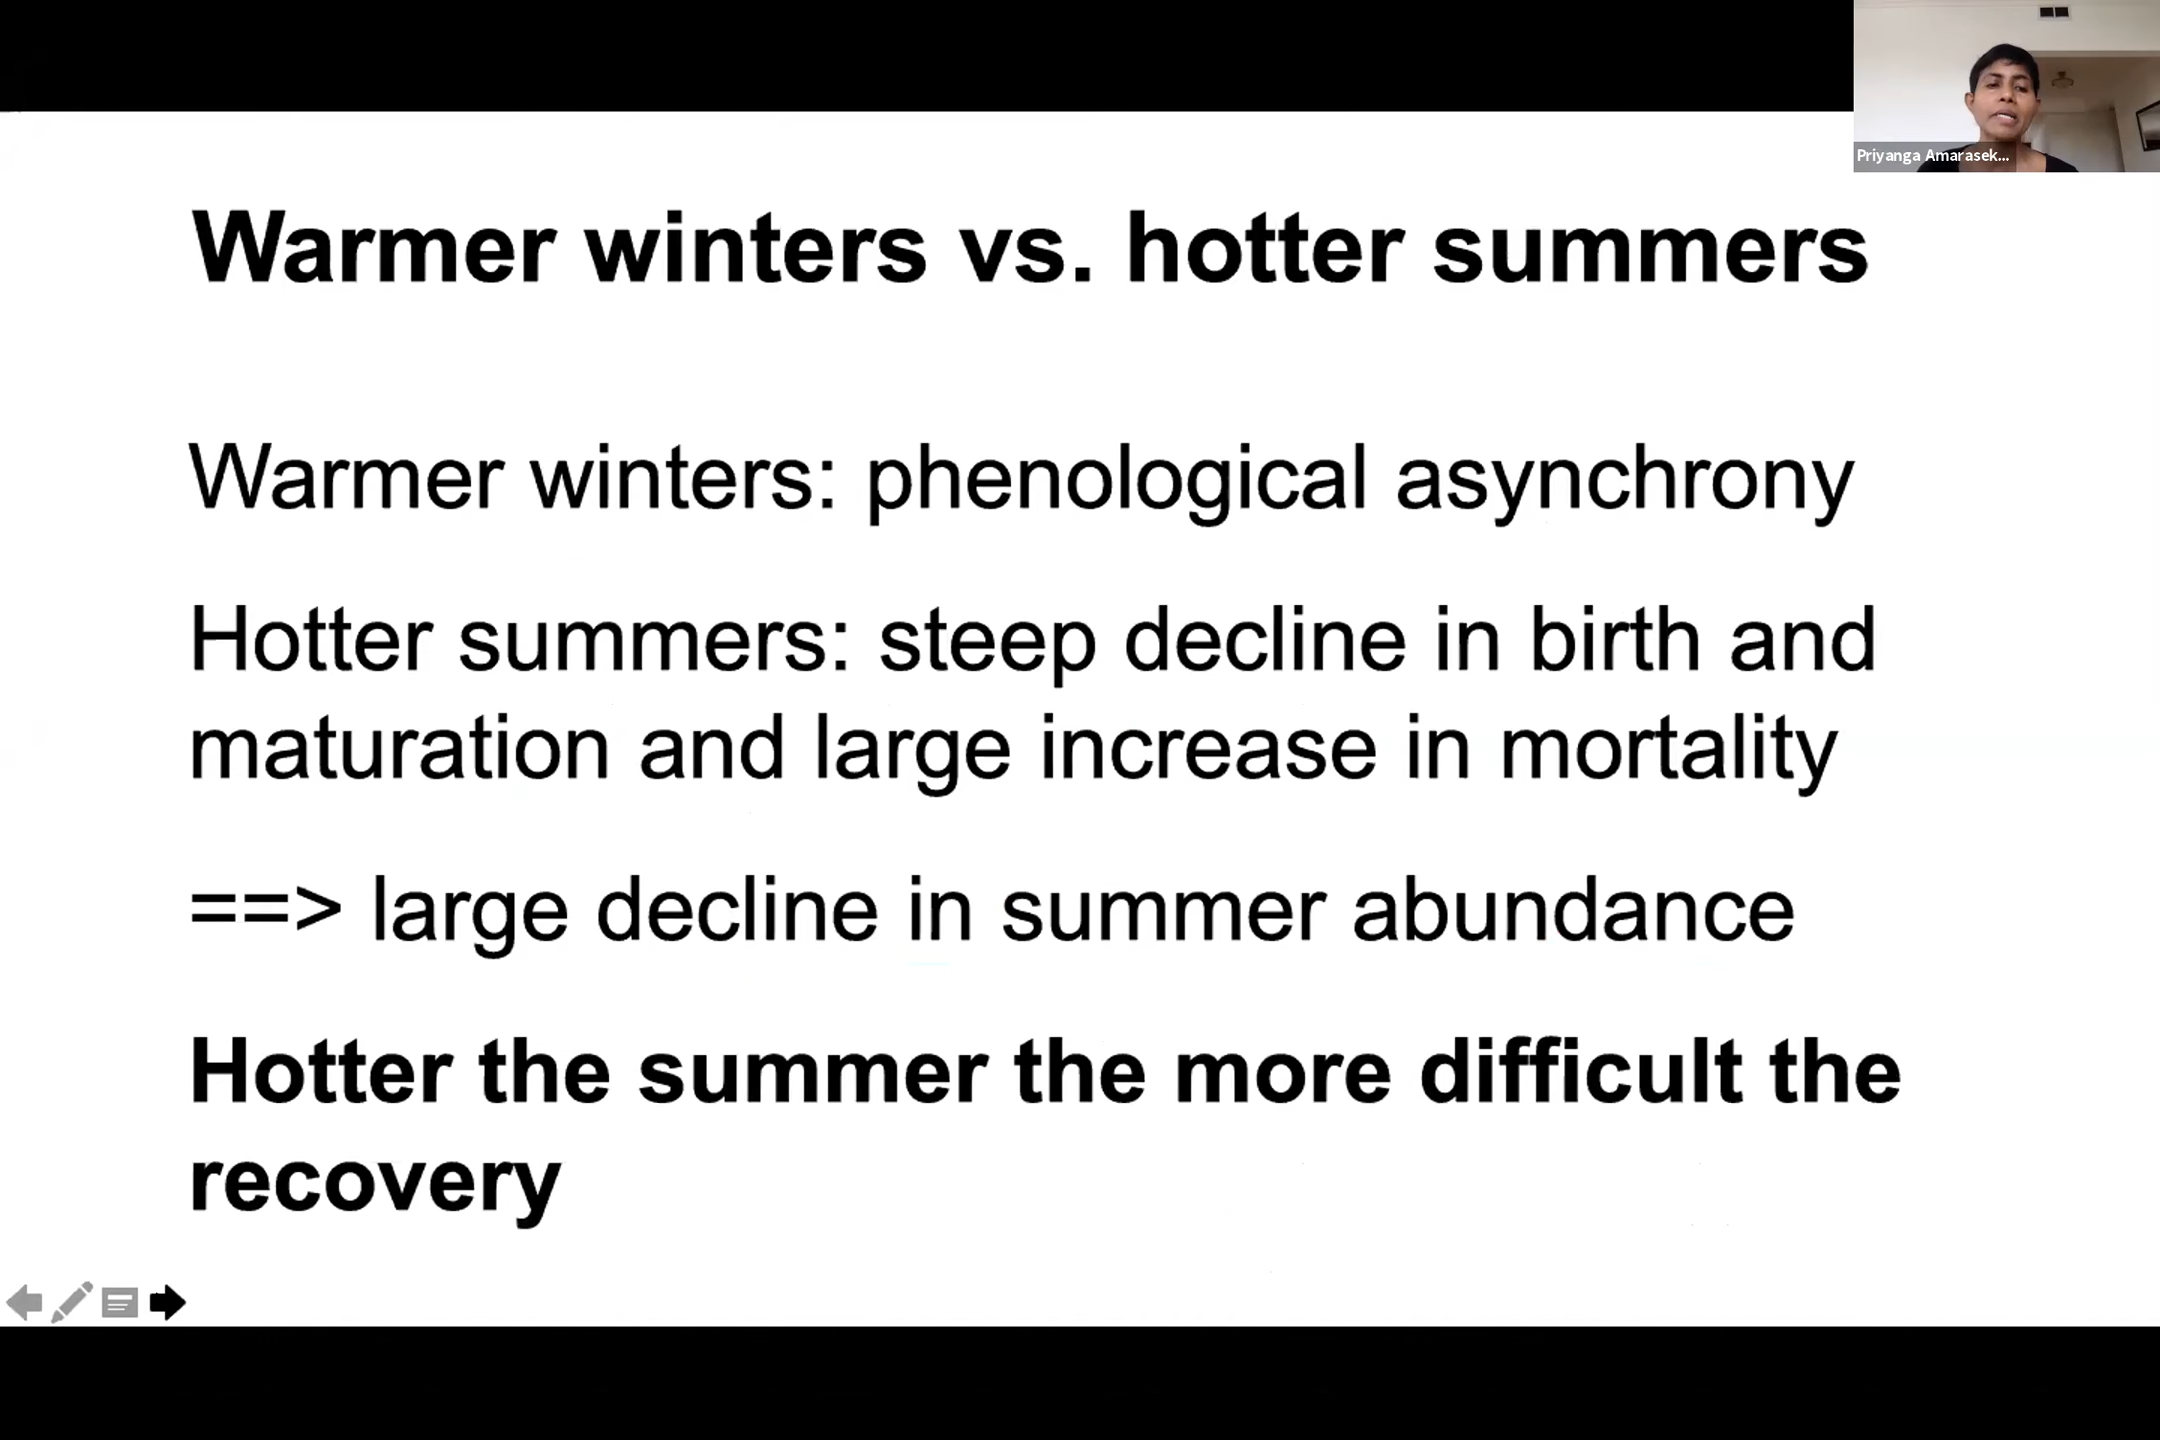 Priyanga Amarasek...
Warmer winters vs. hotter summers
Warmer winters: phenological asynchrony
Hotter summers: steep decline in birth and
maturation and large increase in mortality
==> large decline in summer abundance
Hotter the summer the more difficult the
recovery